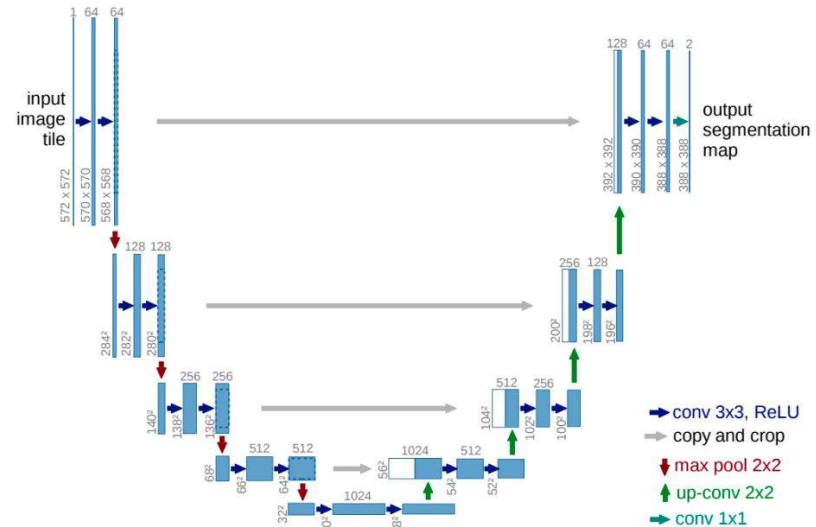 1
64
64
input
image
tile
572 x 572
570 x 570
568 x 568
128
64
64
2
output
segmentation
map
392 x 392
390 x 390
388 x 388
388 x 388
128
128
284²
282²
280²
256
128
200²
198²
196²
256
256
140²
138²
136²
512
256
104²
102²
100²
512
512
68²
66²
64²
1024
512
56²
54²
52²
1024
32²
0²
8²
conv 3x3, ReLU
copy and crop
max pool 2x2
up-conv 2x2
conv 1x1